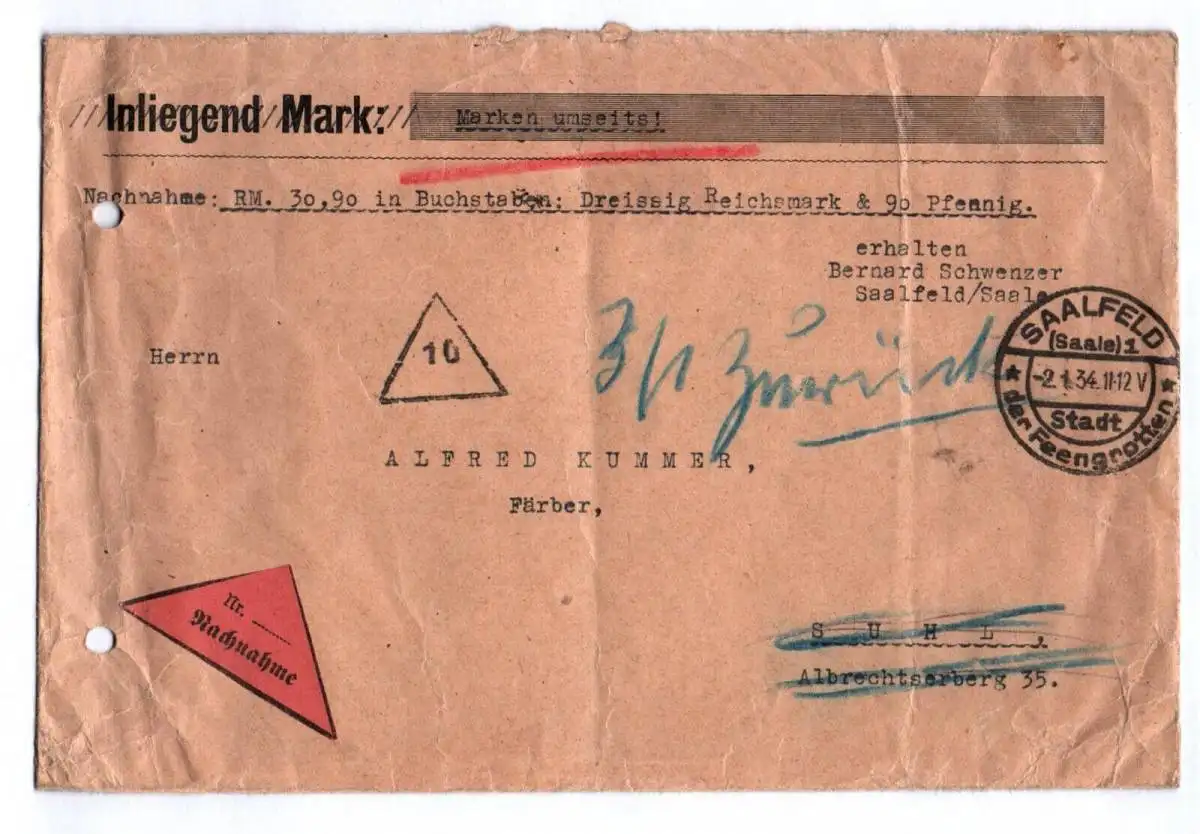 Inliegend Mark: Marken umseits!
Nachnahme: RM. 30,90 in Buchstaben: Dreissig Reichsmark & 90 Pfennig.
erhalten
Bernard Schwenzer
Saalfeld/Saale
SAALFELD
(Saale) 1
-2.1.34.11-12 V
Stadt
der Feengrotten
Herrn
10
3/1 Zurück
ALFRED KUMMER,
Färber,
Nr.
Nachnahme
SUHL,
Albrechtserberg 35.